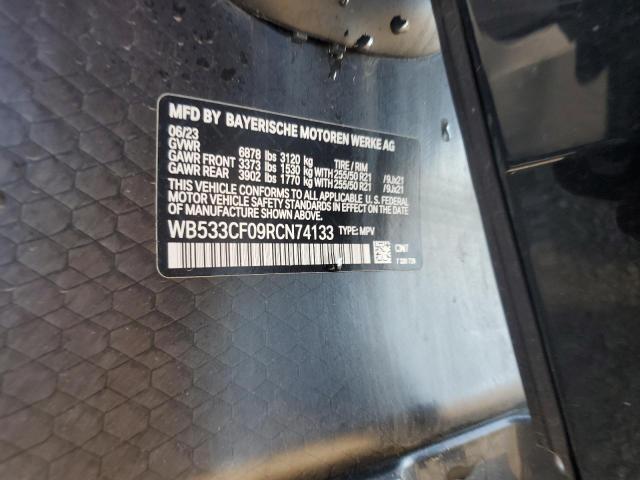 MFD BY BAYERISCHE MOTOREN WERKE AG
06/23
GVWR 6878 lbs 3120 kg TIRE / RIM
GAWR FRONT 3373 lbs 1530 kg WITH 255/50 R21 /9Jx21
GAWR REAR 3902 lbs 1770 kg WITH 255/50 R21 /9Jx21
THIS VEHICLE CONFORMS TO ALL APPLICABLE U. S. FEDERAL
MOTOR VEHICLE SAFETY STANDARDS IN EFFECT
ON THE DATE OF MANUFACTURE SHOWN ABOVE.
WB533CF09RCN74133 TYPE: MPV